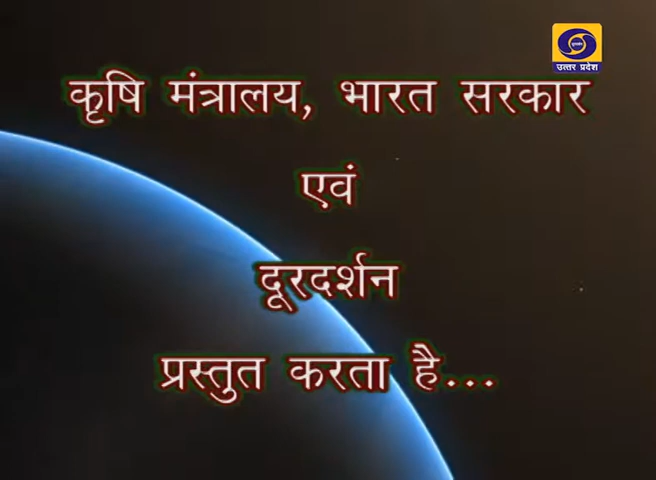 उत्तर प्रदेश
कृषि मंत्रालय, भारत सरकार
एवं
दूरदर्शन
प्रस्तुत करता है...